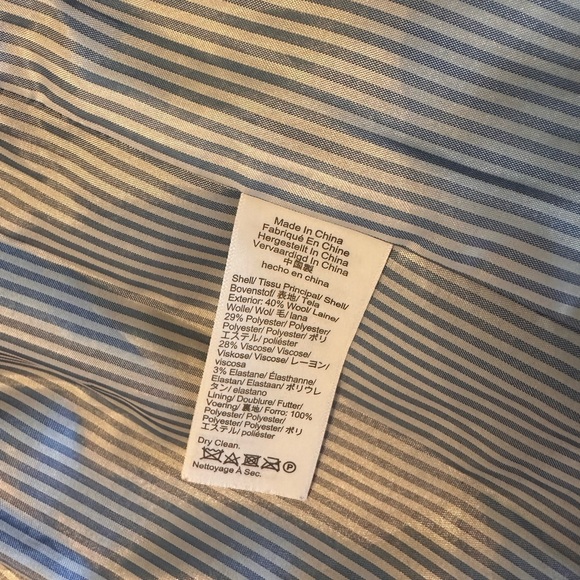 Made In China
Fabriqué En Chine
Hergestellt In China
Vervaardigd In China
中国製
hecho en china
Shell/ Tissu Principal/ Shell/
Bovenstof/ 表地/ Tela
Exterior: 40% Wool/ Laine/
Wolle/ Wol/ 毛/ lana
29% Polyester/ Polyester/
Polyester/ Polyester/ ポリ
エステル/ poliéster
28% Viscose/ Viscose/
Viskose/ Viscose/ レーヨン/
viscosa
3% Elastane/ Élasthanne/
Elastan/ Elastaan/ ポリウレ
タン/ elastano
Lining/ Doublure/ Futter/
Voering/ 裏地/ Forro: 100%
Polyester/ Polyester/
Polyester/ Polyester/ ポリ
エステル/ poliéster
Dry Clean.
P
Nettoyage À Sec.